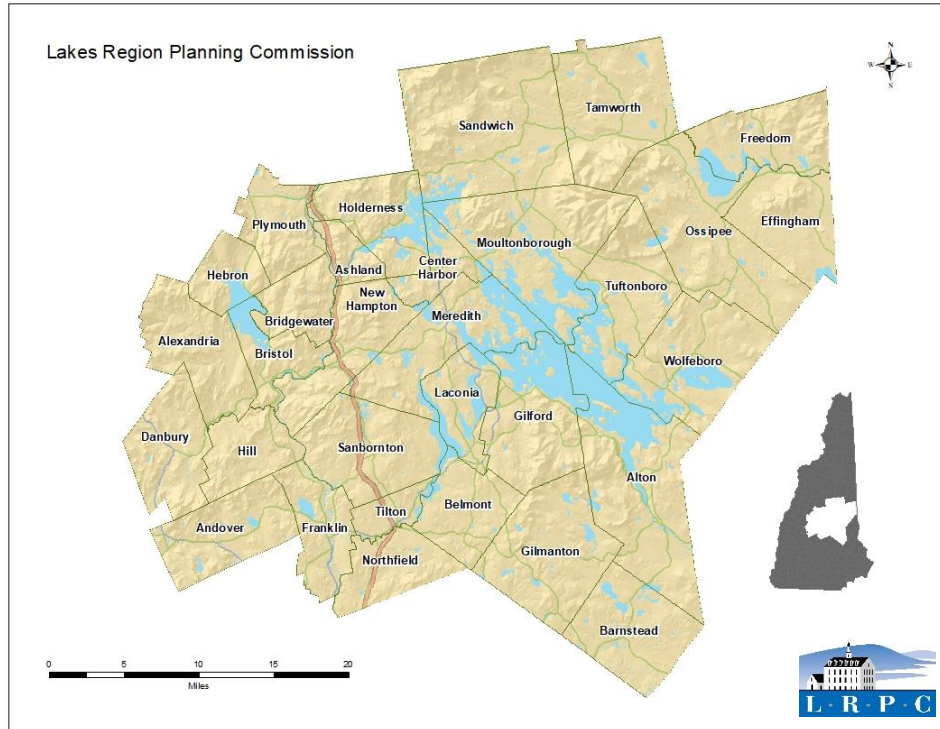 Lakes Region Planning Commission
N
W E
S
Tamworth
Sandwich
Freedom
Holderness
Plymouth
Effingham
Ossipee
Moultonborough
Center
Harbor
Ashland
Hebron
Tuftonboro
New
Hampton
Meredith
Bridgewater
Alexandria
Bristol
Wolfeboro
Laconia
Gilford
Danbury
Hill
Sanbornton
Alton
Belmont
Tilton
Andover
Franklin
Gilmanton
Northfield
Barnstead
0 5 10 15 20
Miles
L·R·P·C